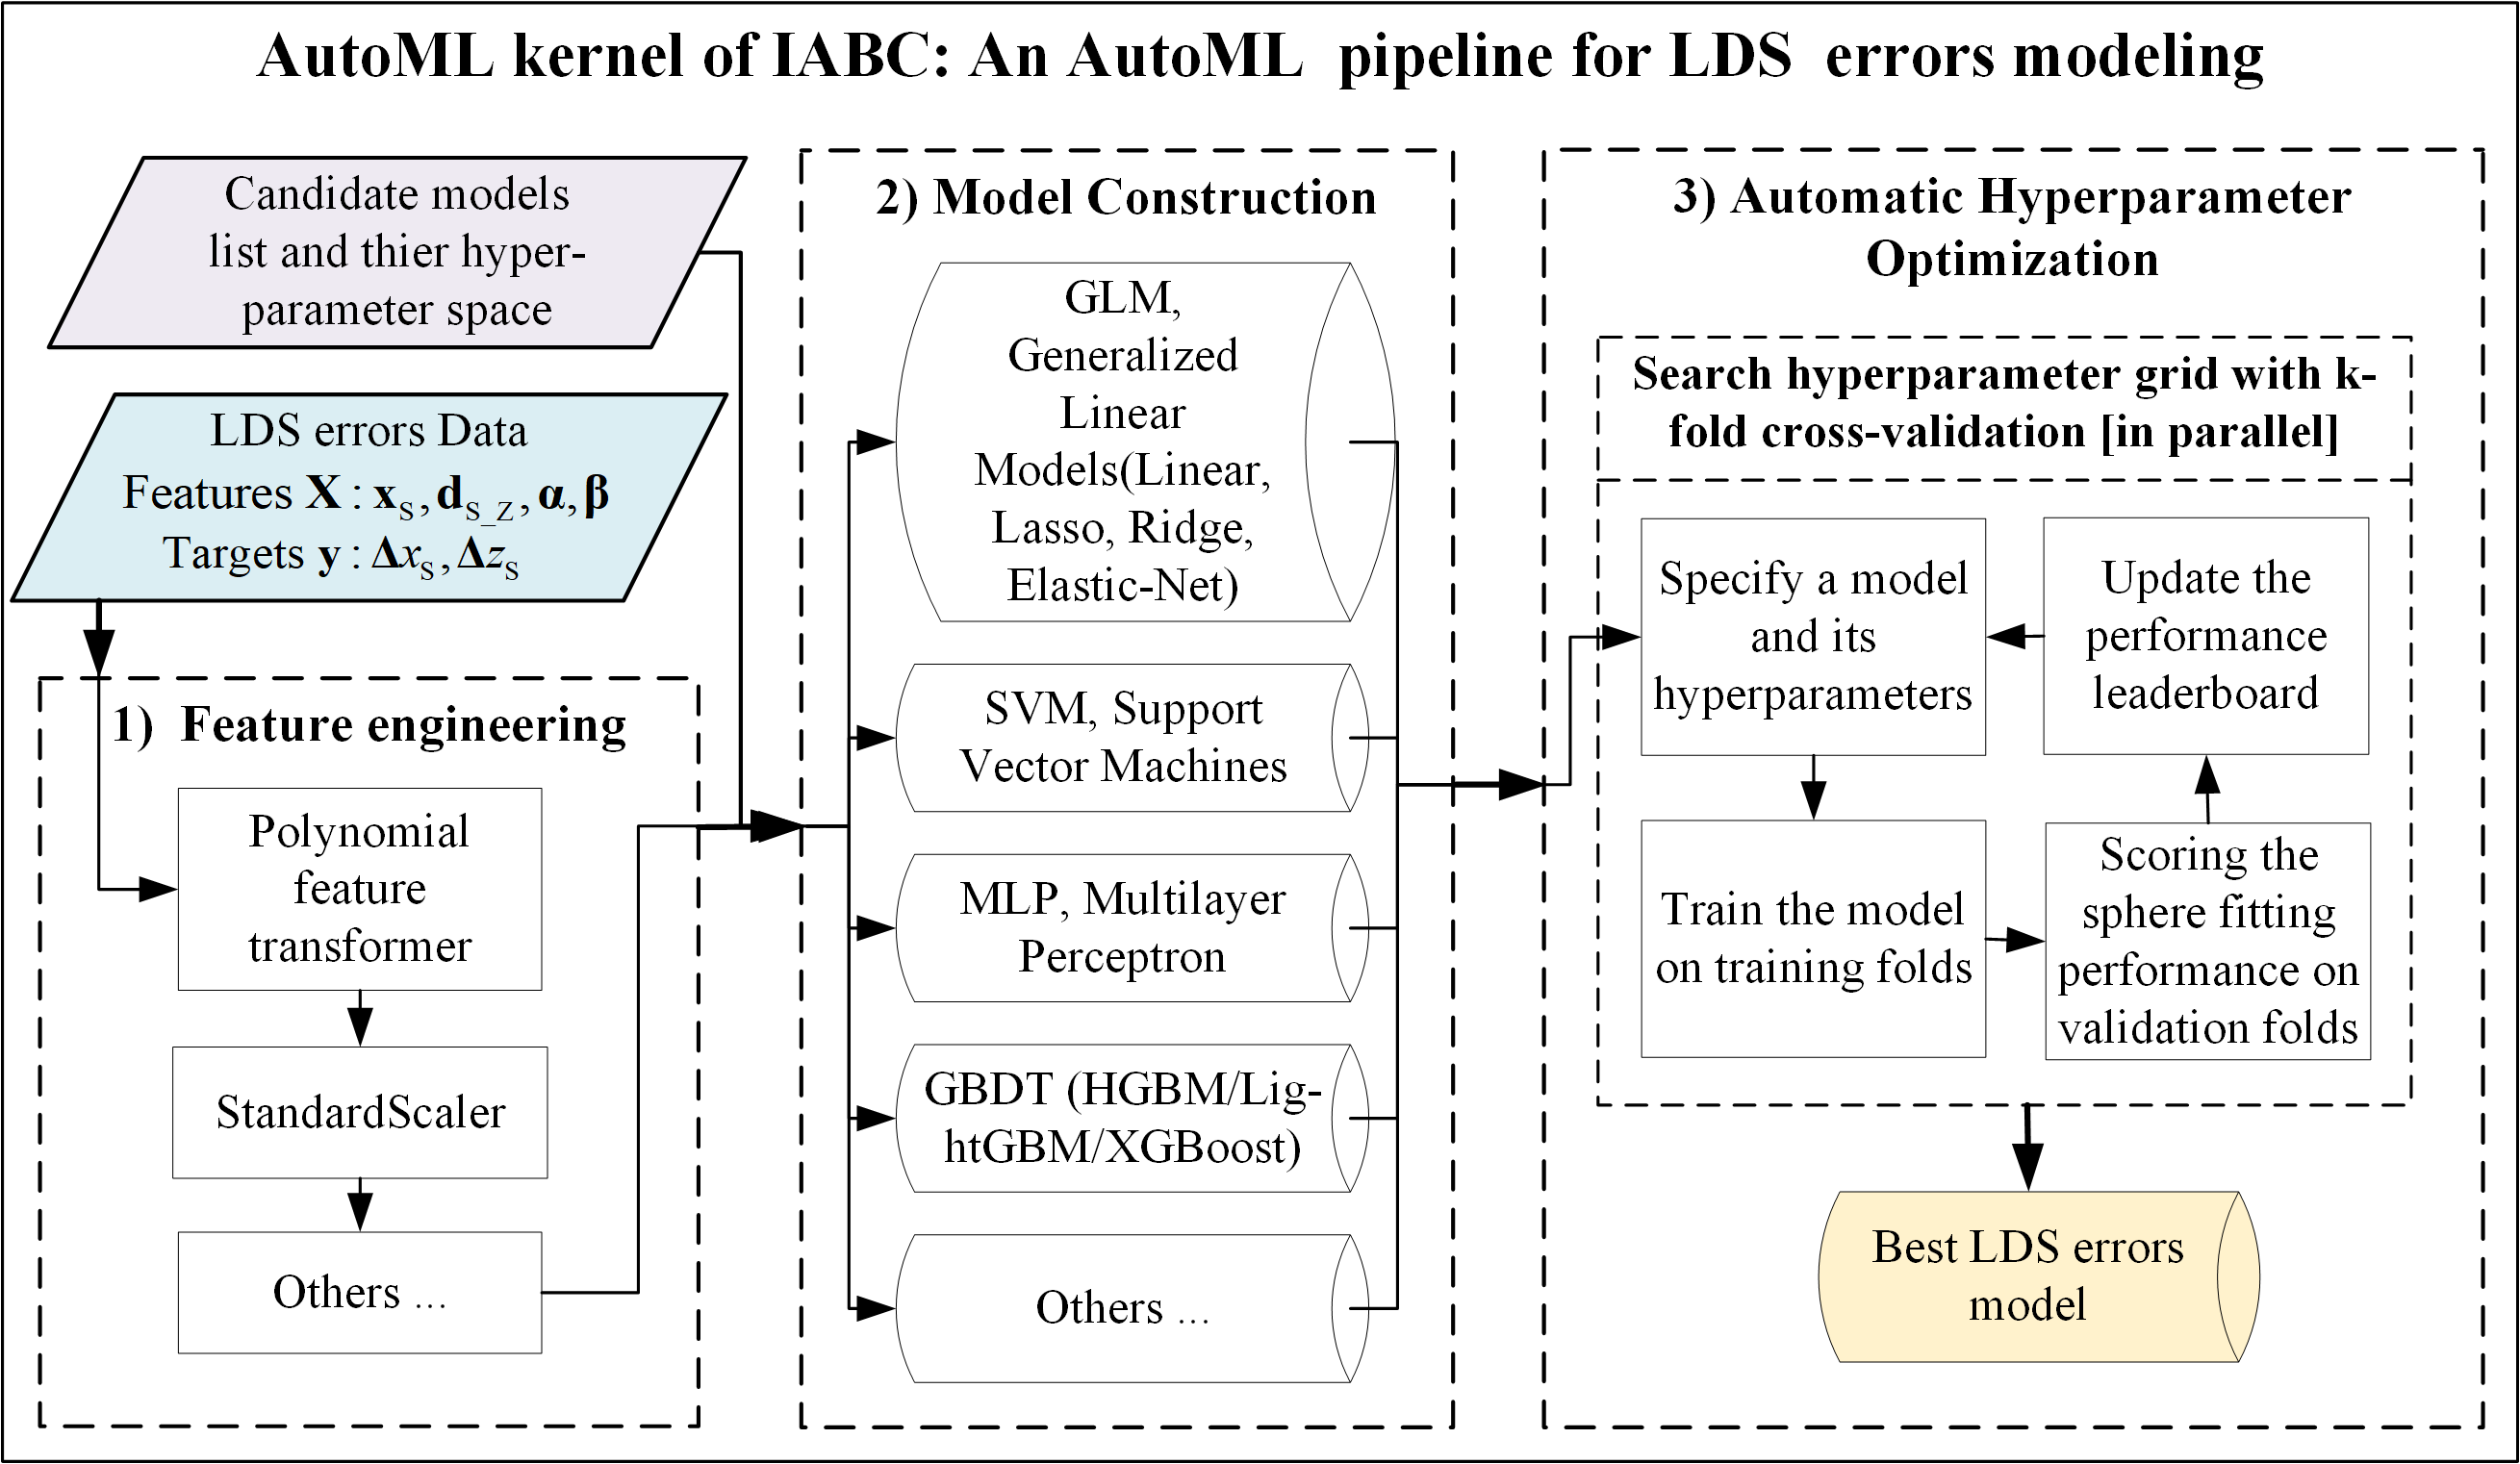 AutoML kernel of IABC: An AutoML pipeline for LDS errors modeling
Candidate models
list and thier hyper-
parameter space
LDS errors Data
Features X : x_S, d_S_Z, α, β
Targets y : Δx_S, Δz_S
1) Feature engineering
Polynomial
feature
transformer
StandardScaler
Others ...
2) Model Construction
GLM,
Generalized
Linear
Models(Linear,
Lasso, Ridge,
Elastic-Net)
SVM, Support
Vector Machines
MLP, Multilayer
Perceptron
GBDT (HGBM/Lig-
htGBM/XGBoost)
Others ...
3) Automatic Hyperparameter
Optimization
Search hyperparameter grid with k-
fold cross-validation [in parallel]
Specify a model
and its
hyperparameters
Train the model
on training folds
Scoring the
sphere fitting
performance on
validation folds
Update the
performance
leaderboard
Best LDS errors
model